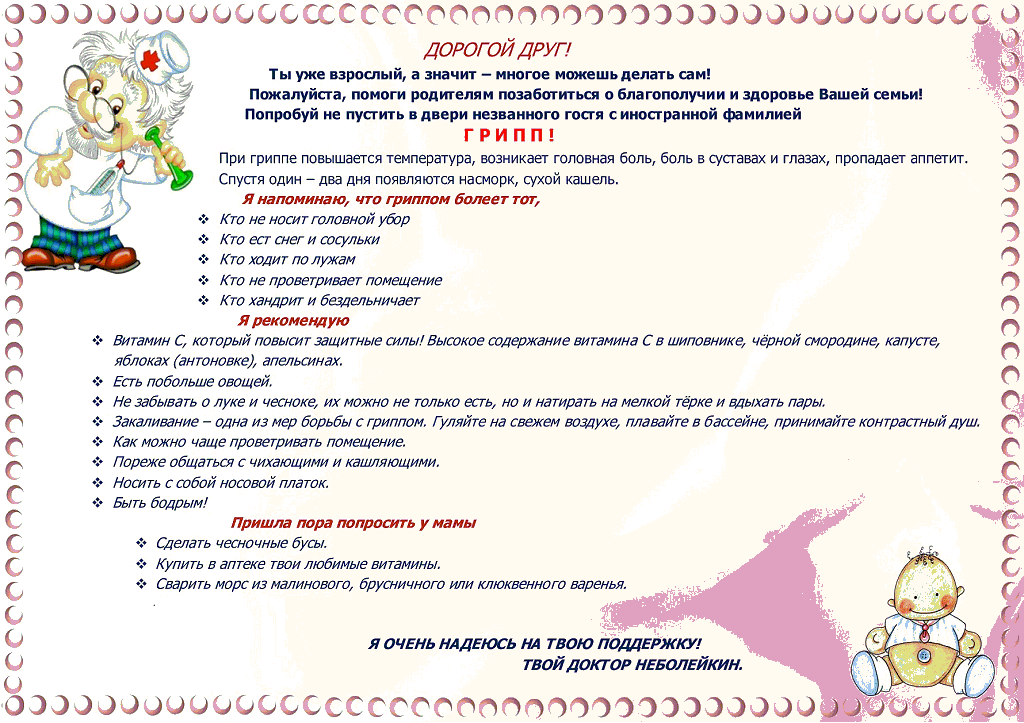 ДОРОГОЙ ДРУГ!
Ты уже взрослый, а значит – многое можешь делать сам!
Пожалуйста, помоги родителям позаботиться о благополучии и здоровье Вашей семьи!
Попробуй не пустить в двери незванного гостя с иностранной фамилией
Г Р И П П !
При гриппе повышается температура, возникает головная боль, боль в суставах и глазах, пропадает аппетит.
Спустя один – два дня появляются насморк, сухой кашель.
Я напоминаю, что гриппом болеет тот,
❖ Кто не носит головной убор
❖ Кто ест снег и сосульки
❖ Кто ходит по лужам
❖ Кто не проветривает помещение
❖ Кто хандрит и бездельничает
Я рекомендую
❖ Витамин С, который повысит защитные силы! Высокое содержание витамина С в шиповнике, чёрной смородине, капусте,
яблоках (антоновке), апельсинах.
❖ Есть побольше овощей.
❖ Не забывать о луке и чесноке, их можно не только есть, но и натирать на мелкой тёрке и вдыхать пары.
❖ Закаливание – одна из мер борьбы с гриппом. Гуляйте на свежем воздухе, плавайте в бассейне, принимайте контрастный душ.
❖ Как можно чаще проветривать помещение.
❖ Пореже общаться с чихающими и кашляющими.
❖ Носить с собой носовой платок.
❖ Быть бодрым!
Пришла пора попросить у мамы
❖ Сделать чесночные бусы.
❖ Купить в аптеке твои любимые витамины.
❖ Сварить морс из малинового, брусничного или клюквенного варенья.
.
Я ОЧЕНЬ НАДЕЮСЬ НА ТВОЮ ПОДДЕРЖКУ!
ТВОЙ ДОКТОР НЕБОЛЕЙКИН.